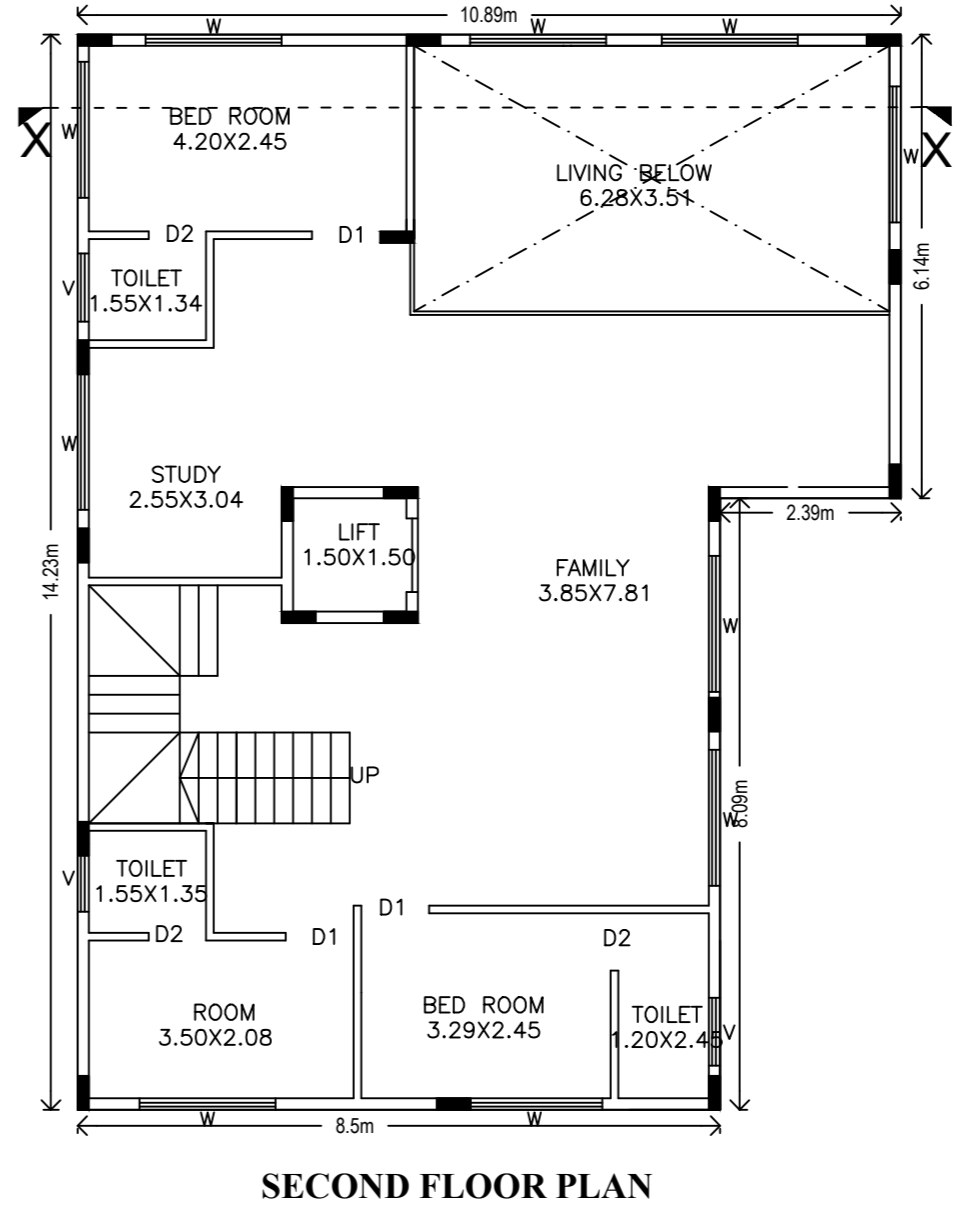 10.89m
W
W
W
X
W
BED ROOM
4.20X2.45
LIVING BELOW
6.28X3.51
W
X
D2
D1
6.14m
V
TOILET
1.55X1.34
W
STUDY
2.55X3.04
2.39m
LIFT
1.50X1.50
14.23m
FAMILY
3.85X7.81
W
UP
W
8.09m
V
TOILET
1.55X1.35
D2
D1
D1
D2
ROOM
3.50X2.08
BED ROOM
3.29X2.45
TOILET
1.20X2.45
V
W
W
8.5m
SECOND FLOOR PLAN